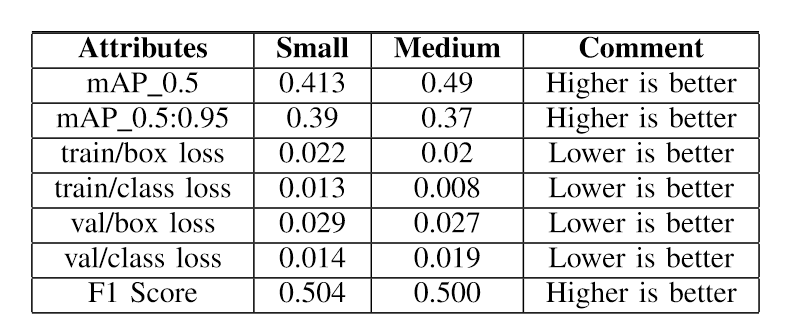 Attributes Small Medium Comment
mAP_0.5 0.413 0.49 Higher is better
mAP_0.5:0.95 0.39 0.37 Higher is better
train/box loss 0.022 0.02 Lower is better
train/class loss 0.013 0.008 Lower is better
val/box loss 0.029 0.027 Lower is better
val/class loss 0.014 0.019 Lower is better
F1 Score 0.504 0.500 Higher is better